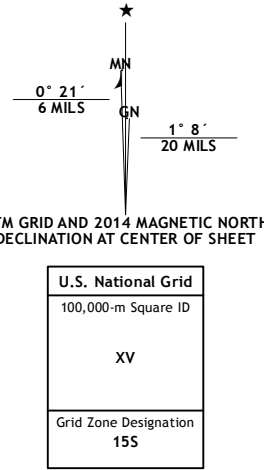 ★
MN
0° 21´
6 MILS
GN
1° 8´
20 MILS
TM GRID AND 2014 MAGNETIC NORTH
DECLINATION AT CENTER OF SHEET
U.S. National Grid
100,000-m Square ID
XV
Grid Zone Designation
15S